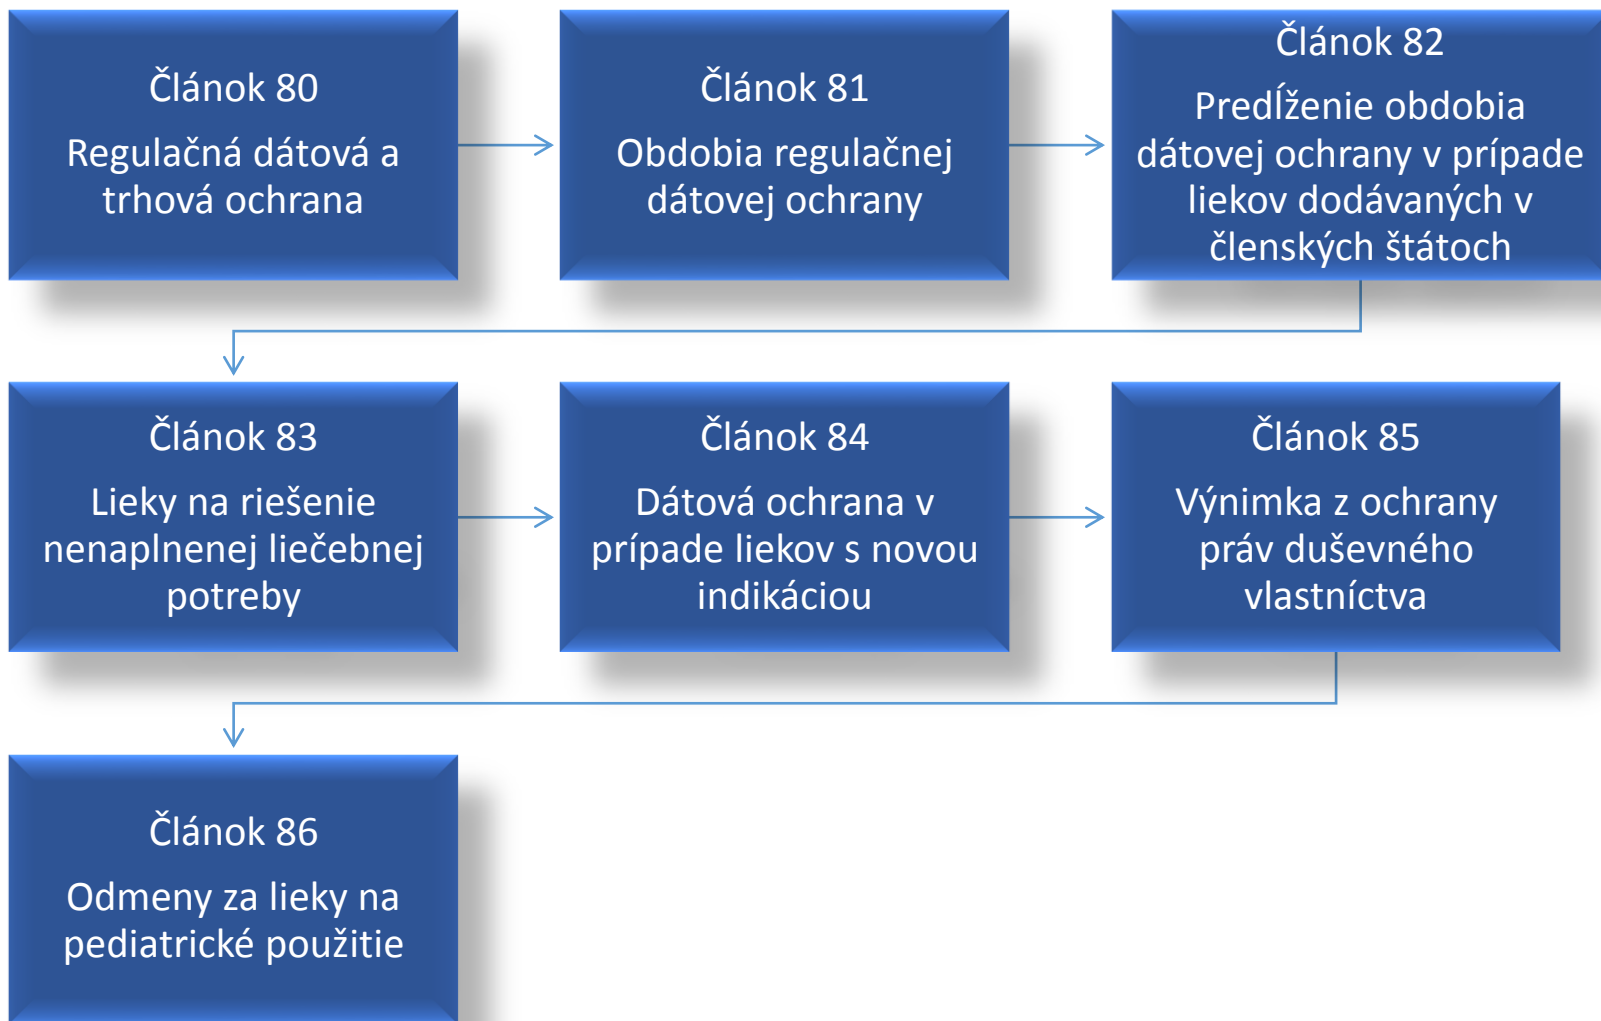 Článok 80
Regulačná dátová a
trhová ochrana
Článok 81
Obdobia regulačnej
dátovej ochrany
Článok 82
Predĺženie obdobia
dátovej ochrany v prípade
liekov dodávaných v
členských štátoch
Článok 83
Lieky na riešenie
nenaplnenej liečebnej
potreby
Článok 84
Dátová ochrana v
prípade liekov s novou
indikáciou
Článok 85
Výnimka z ochrany
práv duševného
vlastníctva
Článok 86
Odmeny za lieky na
pediatrické použitie